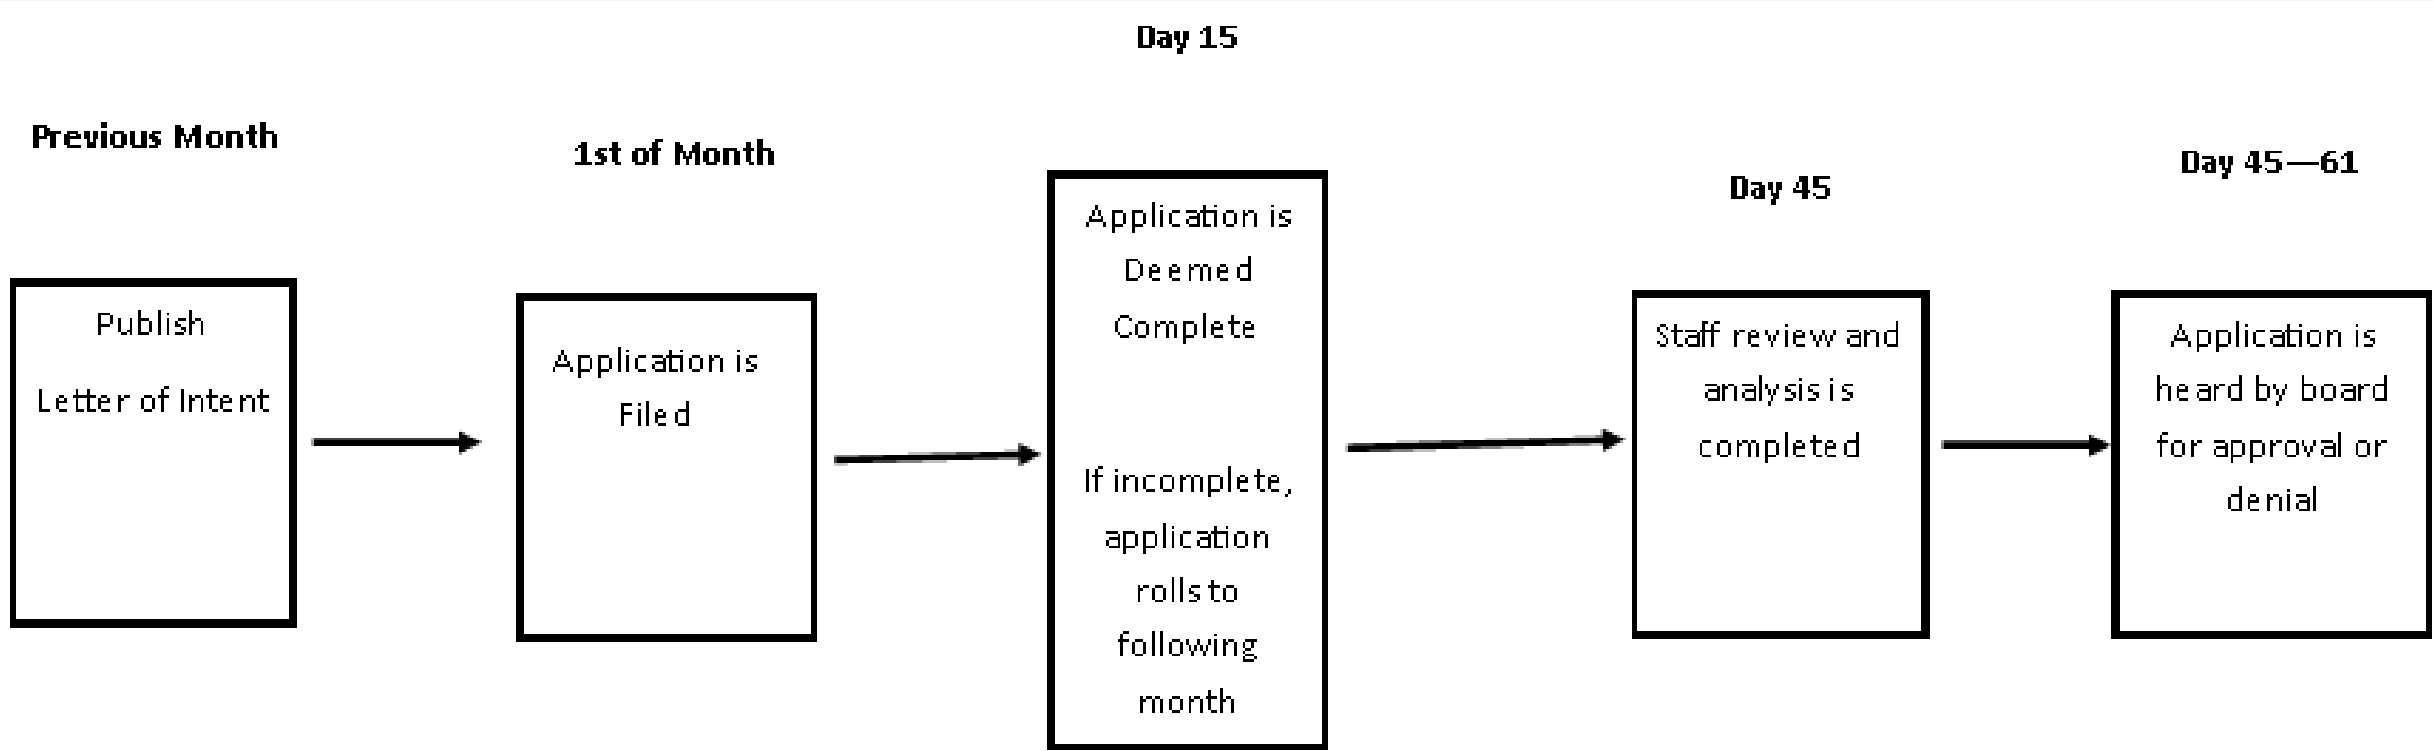 Previous Month
Publish
Letter of Intent
1st of Month
Application is
Filed
Day 15
Application is
Deemed
Complete
If incomplete,
application
rolls to
following
month
Day 45
Staff review and
analysis is
completed
Day 45—61
Application is
heard by board
for approval or
denial